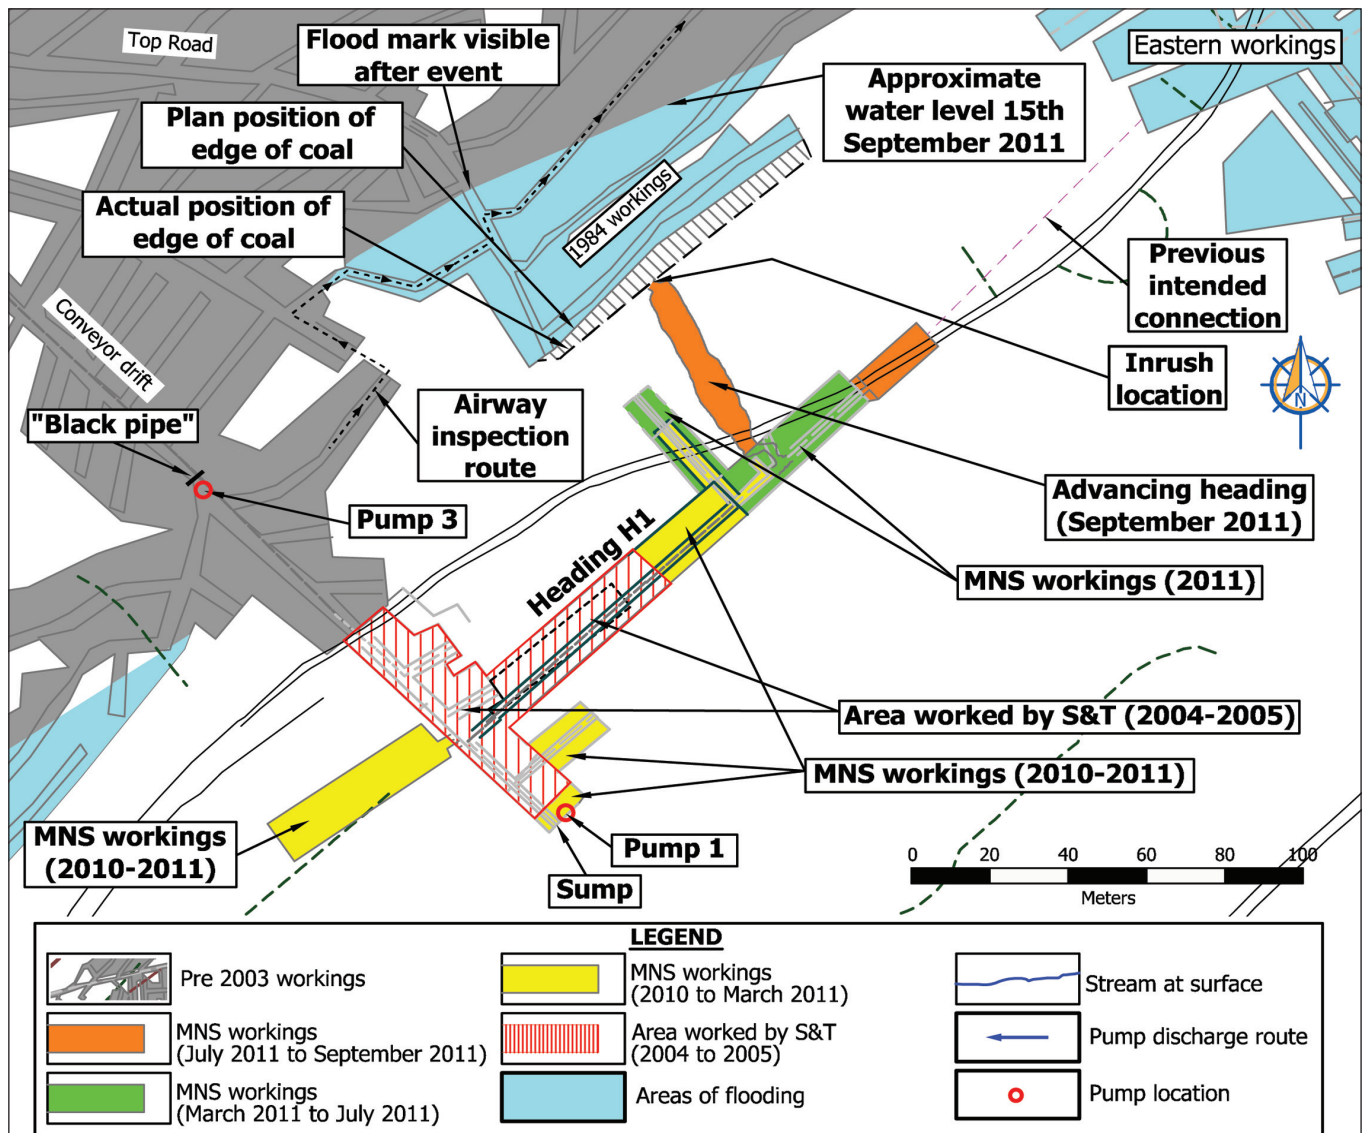 Top Road
Flood mark visible
after event
Eastern workings
Approximate
water level 15th
September 2011
Plan position of
edge of coal
1984 workings
Actual position of
edge of coal
Previous
intended
connection
Conveyor drift
Inrush
location
N
"Black pipe"
Airway
inspection
route
Advancing heading
(September 2011)
Pump 3
Heading H1
MNS workings (2011)
Area worked by S&T (2004-2005)
MNS workings (2010-2011)
MNS workings
(2010-2011)
Pump 1
Sump
0 20 40 60 80 100
Meters
LEGEND
Pre 2003 workings
MNS workings
(July 2011 to September 2011)
MNS workings
(March 2011 to July 2011)
MNS workings
(2010 to March 2011)
Area worked by S&T
(2004 to 2005)
Areas of flooding
Stream at surface
Pump discharge route
Pump location